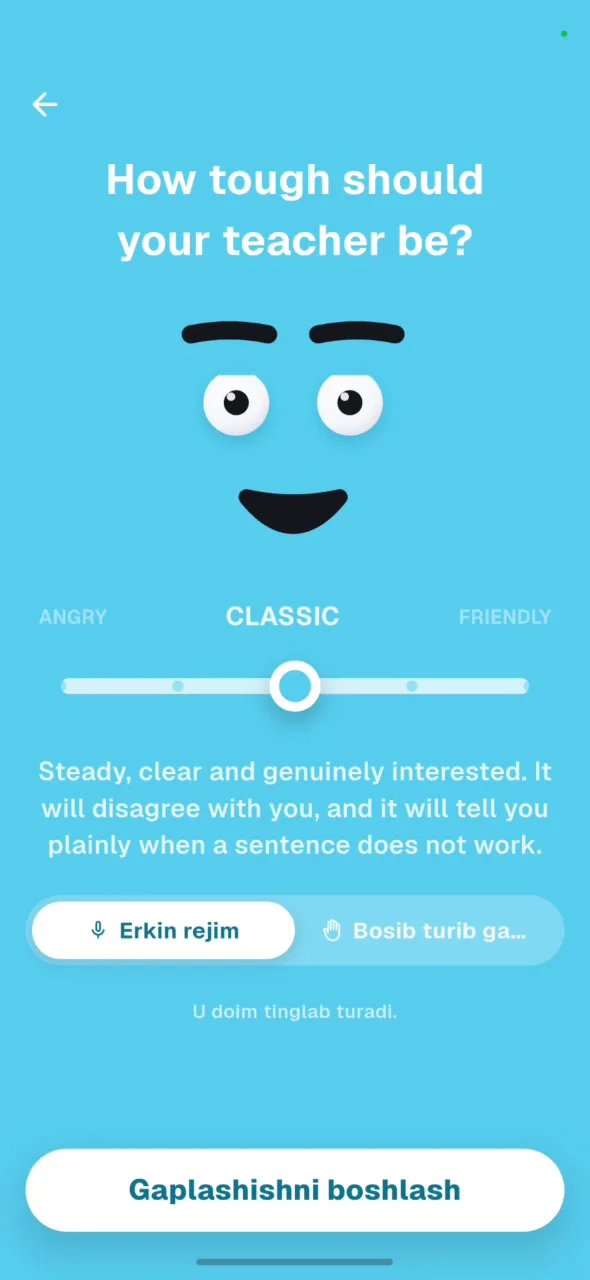 How tough should
your teacher be?
ANGRY
CLASSIC
FRIENDLY
Steady, clear and genuinely interested. It
will disagree with you, and it will tell you
plainly when a sentence does not work.
Erkin rejim
Bosib turib ga...
U doim tinglab turadi.
Gaplashishni boshlash